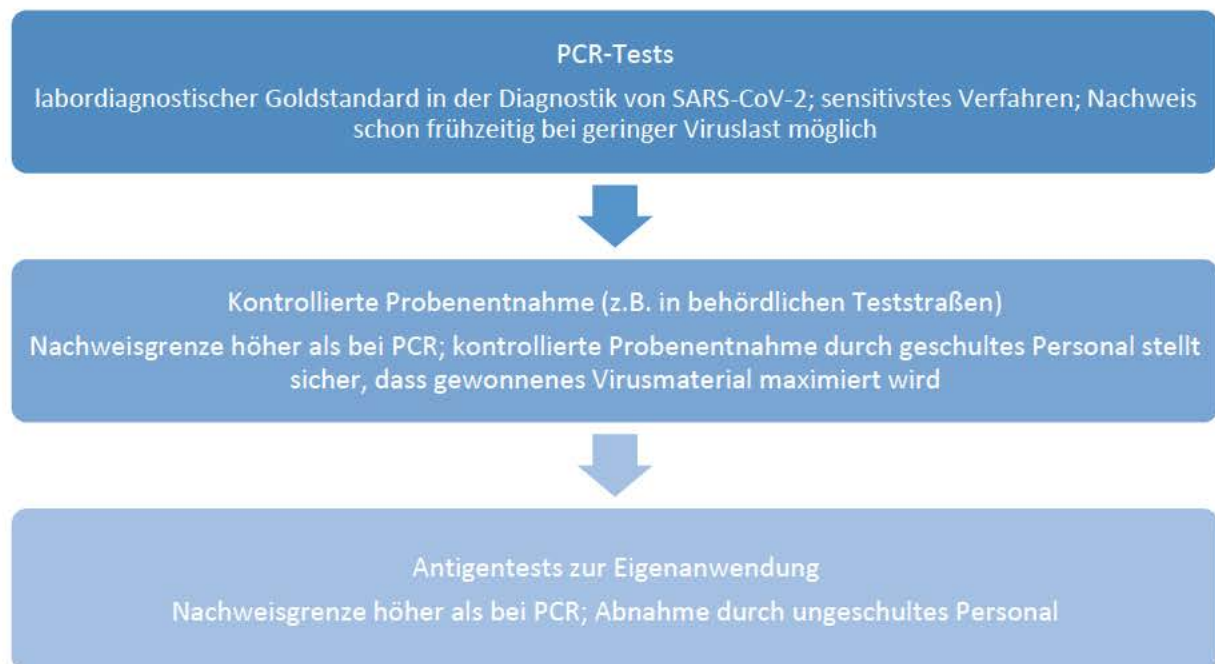 PCR-Tests
labordiagnostischer Goldstandard in der Diagnostik von SARS-CoV-2; sensitivstes Verfahren; Nachweis
schon frühzeitig bei geringer Viruslast möglich
Kontrollierte Probenentnahme (z.B. in behördlichen Teststraßen)
Nachweisgrenze höher als bei PCR; kontrollierte Probenentnahme durch geschultes Personal stellt
sicher, dass gewonnenes Virusmaterial maximiert wird
Antigentests zur Eigenanwendung
Nachweisgrenze höher als bei PCR; Abnahme durch ungeschultes Personal